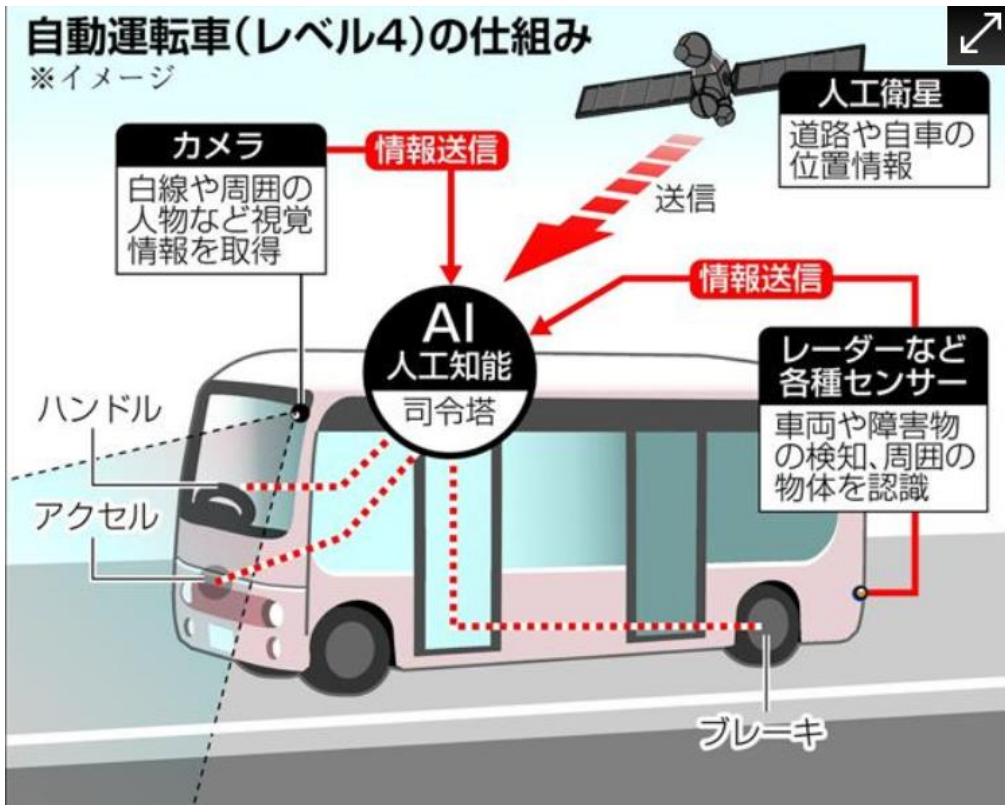 自動運転車(レベル4)の仕組み
※イメージ
人工衛星
道路や自車の
位置情報
カメラ
白線や周囲の
人物など視覚
情報を取得
情報送信
送信
情報送信
AI
人工知能
司令塔
レーダーなど
各種センサー
車両や障害物
の検知、周囲の
物体を認識
ハンドル
アクセル
ブレーキ